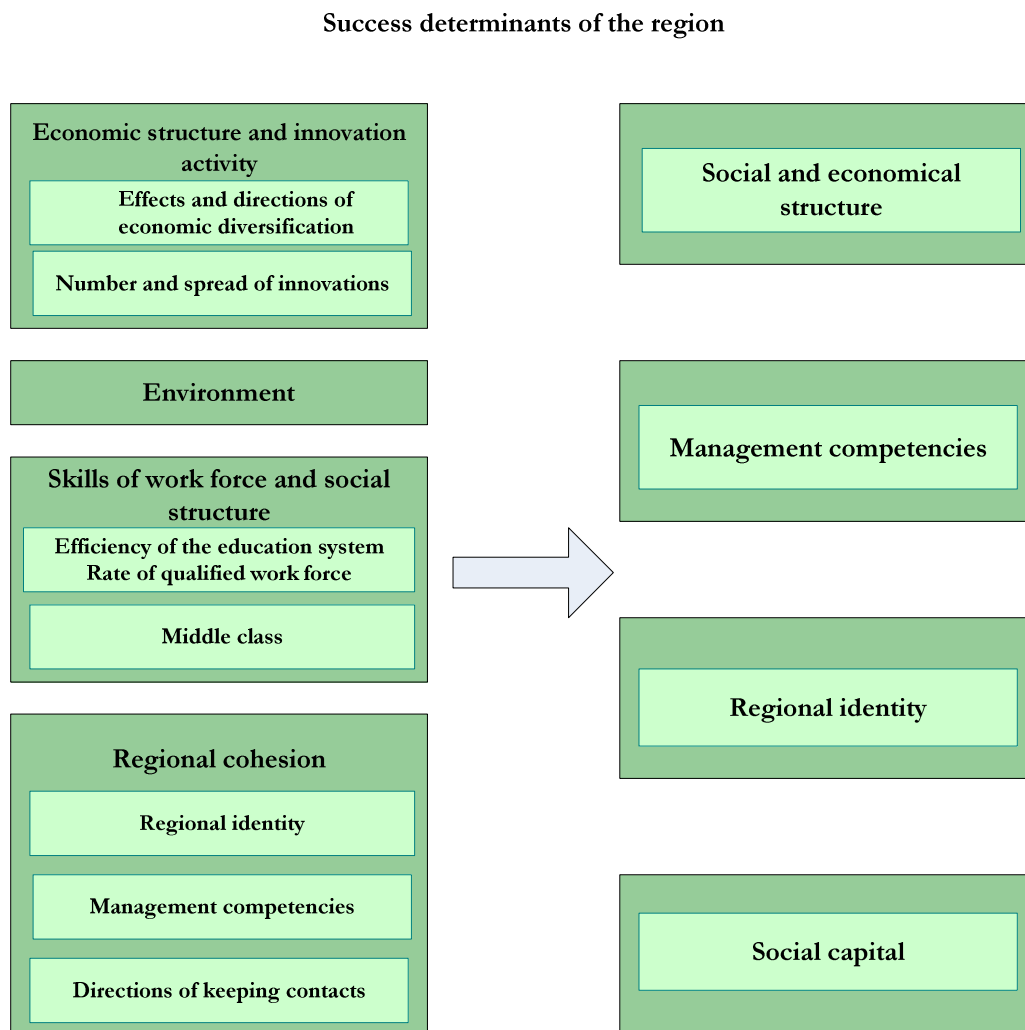 Success determinants of the region
Economic structure and innovation
activity
Effects and directions of
economic diversification
Number and spread of innovations
Environment
Skills of work force and social
structure
Efficiency of the education system
Rate of qualified work force
Middle class
Regional cohesion
Regional identity
Management competencies
Directions of keeping contacts
Social and economical
structure
Management competencies
Regional identity
Social capital